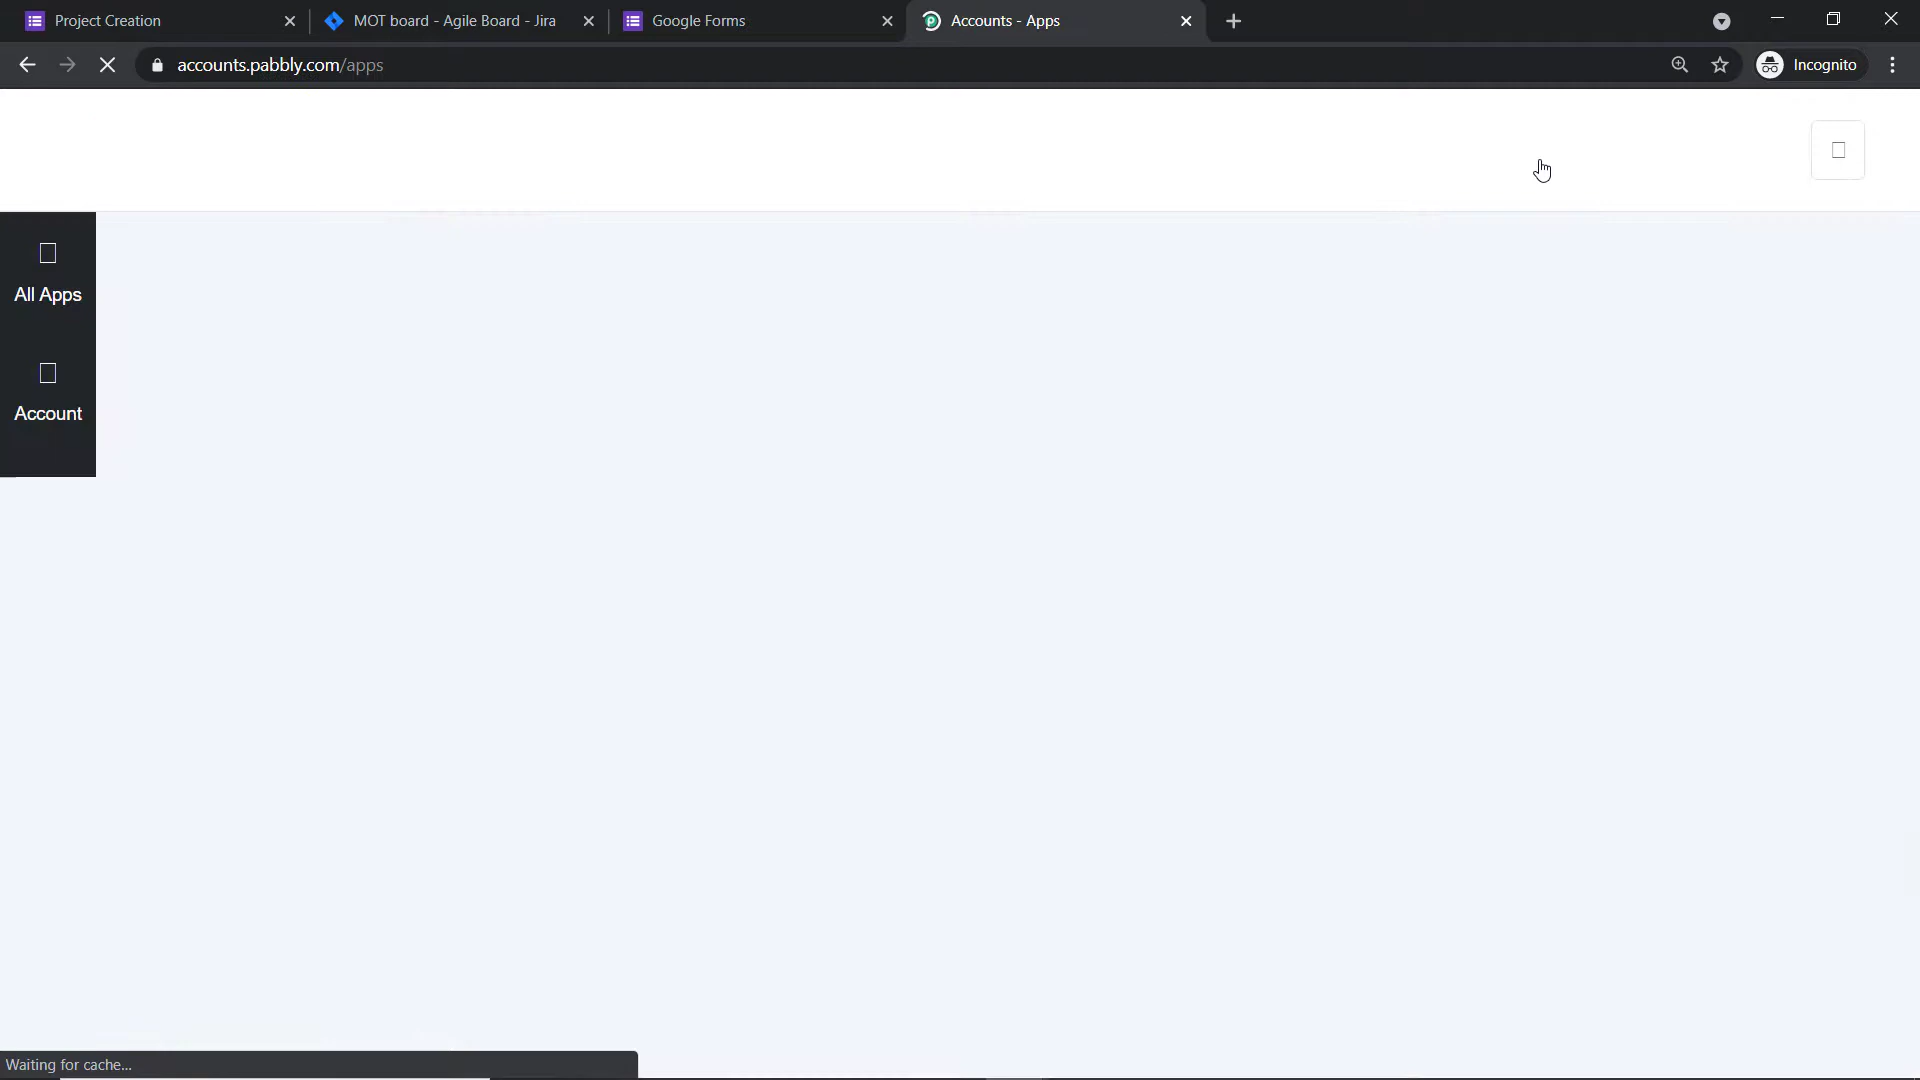 Project Creation
MOT board - Agile Board - Jira
Google Forms
Accounts - Apps
accounts.pabbly.com/apps
Incognito
All Apps
Account
Waiting for cache...